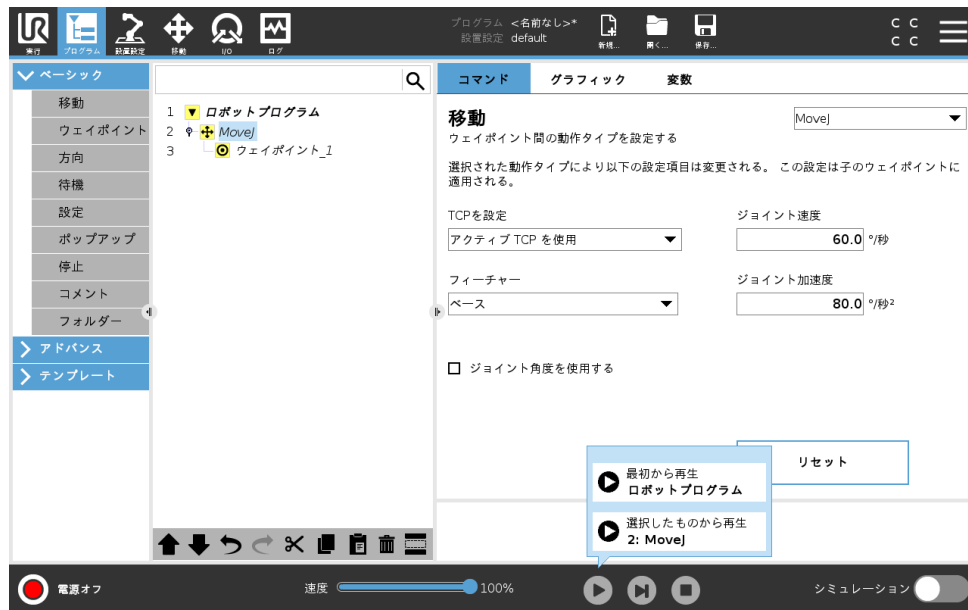 UR
実行
プログラム
設置設定
移動
I/O
ログ
プログラム <名前なし>*
設置設定 default
新規...
開く...
保存...
C C
C C
ベーシック
移動
ウェイポイント
方向
待機
設定
ポップアップ
停止
コメント
フォルダー
アドバンス
テンプレート
1 ロボットプログラム
2 MoveJ
3 ウェイポイント_1
コマンド グラフィック 変数
移動
MoveJ
ウェイポイント間の動作タイプを設定する
選択された動作タイプにより以下の設定項目は変更される。 この設定は子のウェイポイントに
適用される。
TCPを設定
ジョイント速度
アクティブ TCP を使用
60.0 °/秒
フィーチャー
ジョイント加速度
ベース
80.0 °/秒²
ジョイント角度を使用する
リセット
最初から再生
ロボットプログラム
選択したものから再生
2: MoveJ
電源オフ
速度 100%
シミュレーション